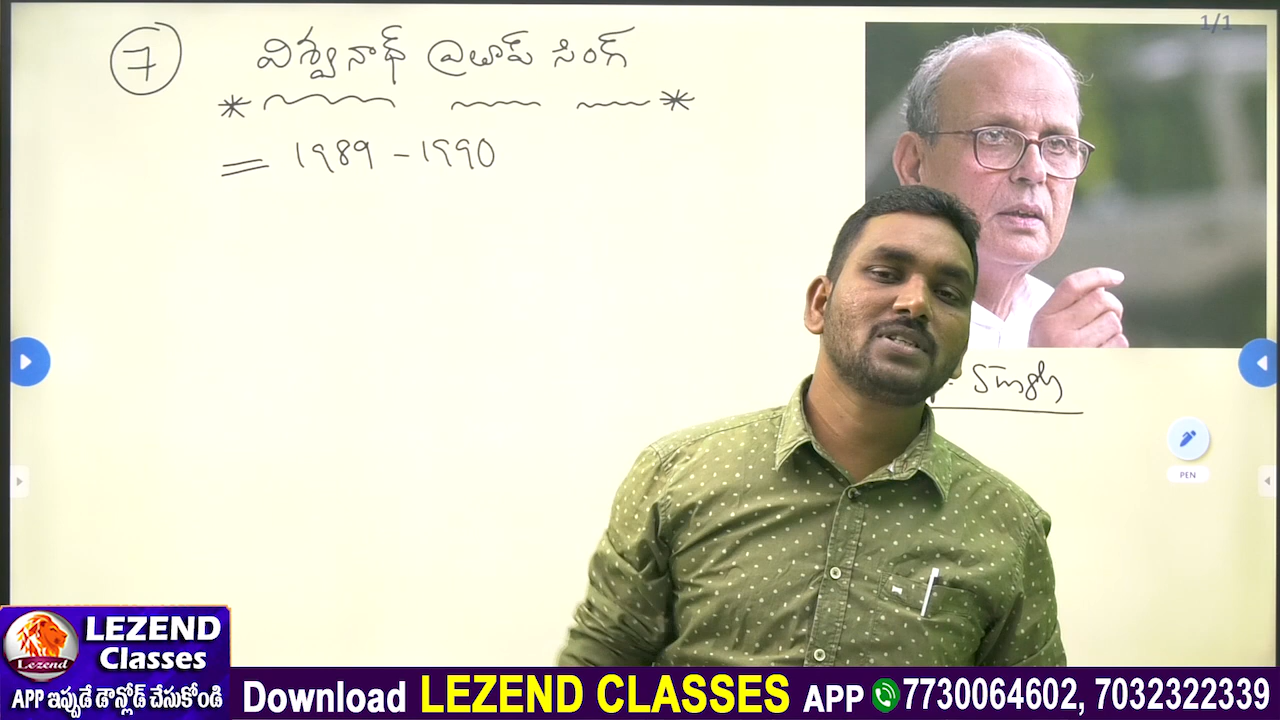 1/1
7 విశ్వనాథ్ ప్రతాప్ సింగ్
= 1989 - 1990
Singh
PEN
LEZEND
Classes
Lezend
APP ఇప్పుడే డౌన్లోడ్ చేసుకోండి
Download LEZEND CLASSES APP 7730064602, 7032322339